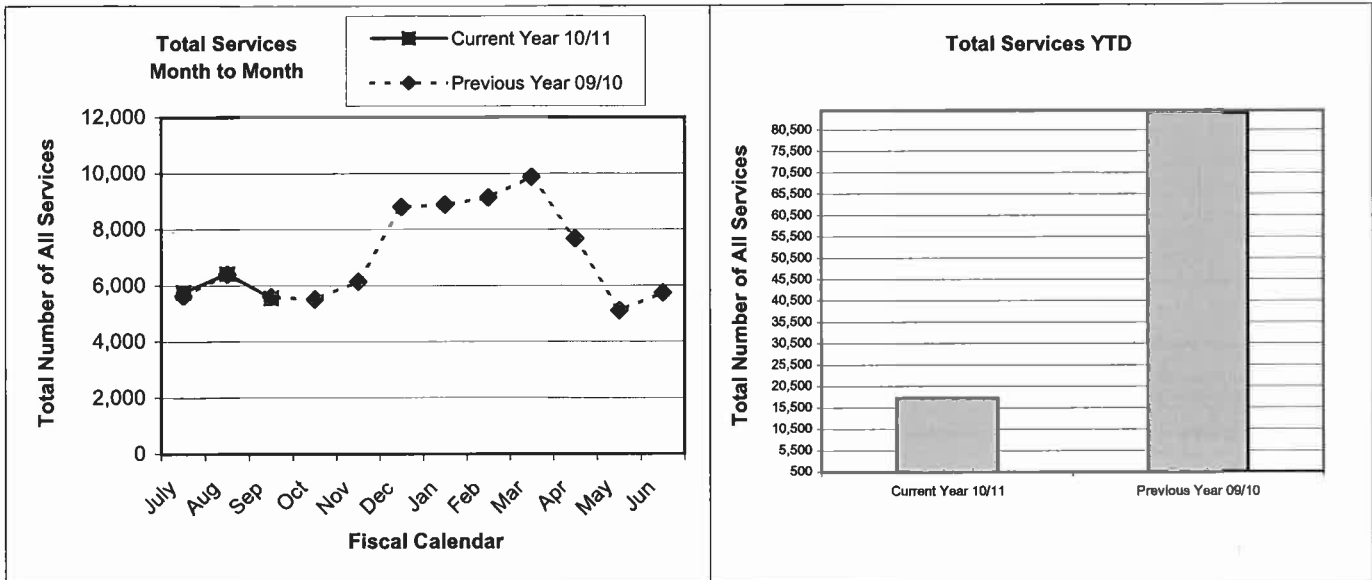 Total Services
Month to Month
Current Year 10/11
Previous Year 09/10
Total Number of All Services
12,000
10,000
8,000
6,000
4,000
2,000
0
July
Aug
Sep
Oct
Nov
Dec
Jan
Feb
Mar
Apr
May
Jun
Fiscal Calendar
Total Services YTD
Total Number of All Services
80,500
75,500
70,500
65,500
60,500
55,500
50,500
45,500
40,500
35,500
30,500
25,500
20,500
15,500
10,500
5,500
500
Current Year 10/11
Previous Year 09/10